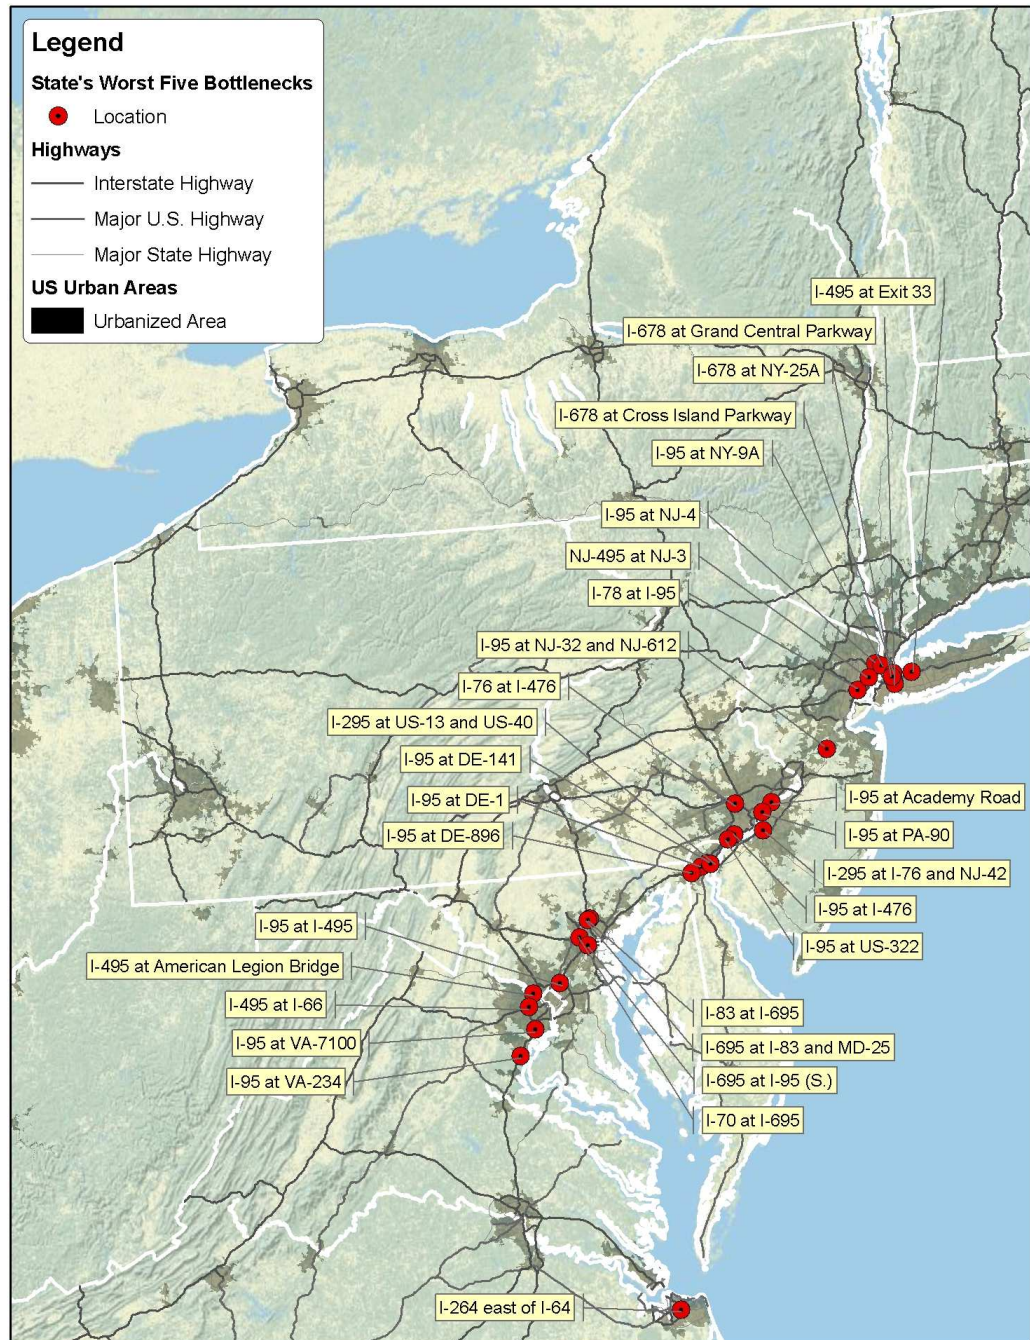 Legend
State's Worst Five Bottlenecks
Location
Highways
Interstate Highway
Major U.S. Highway
Major State Highway
US Urban Areas
Urbanized Area
I-495 at Exit 33
I-678 at Grand Central Parkway
I-678 at NY-25A
I-678 at Cross Island Parkway
I-95 at NY-9A
I-95 at NJ-4
NJ-495 at NJ-3
I-78 at I-95
I-95 at NJ-32 and NJ-612
I-76 at I-476
I-295 at US-13 and US-40
I-95 at DE-141
I-95 at DE-1
I-95 at DE-896
I-95 at Academy Road
I-95 at PA-90
I-295 at I-76 and NJ-42
I-95 at I-476
I-95 at US-322
I-95 at I-495
I-495 at American Legion Bridge
I-495 at I-66
I-95 at VA-7100
I-95 at VA-234
I-83 at I-695
I-695 at I-83 and MD-25
I-695 at I-95 (S.)
I-70 at I-695
I-264 east of I-64